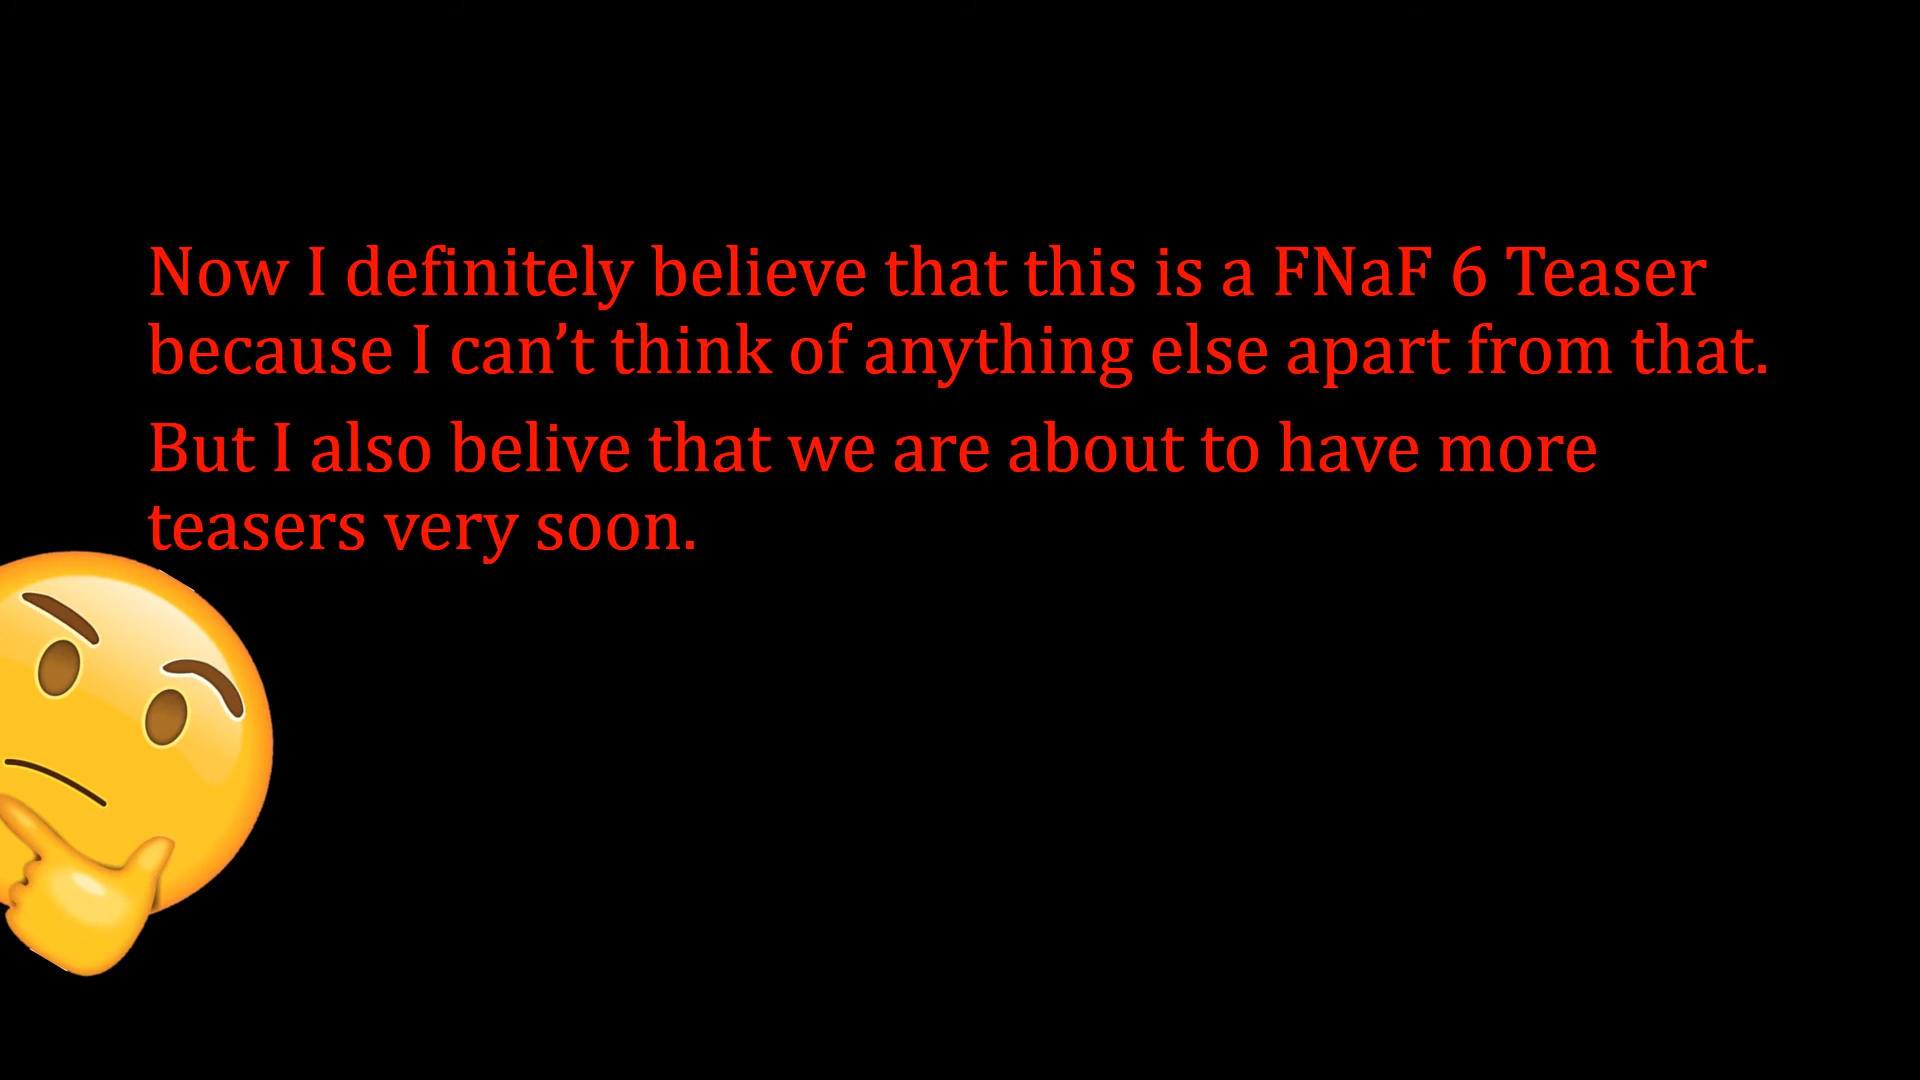 Now I definitely believe that this is a FNaF 6 Teaser
because I can’t think of anything else apart from that.
But I also belive that we are about to have more
teasers very soon.